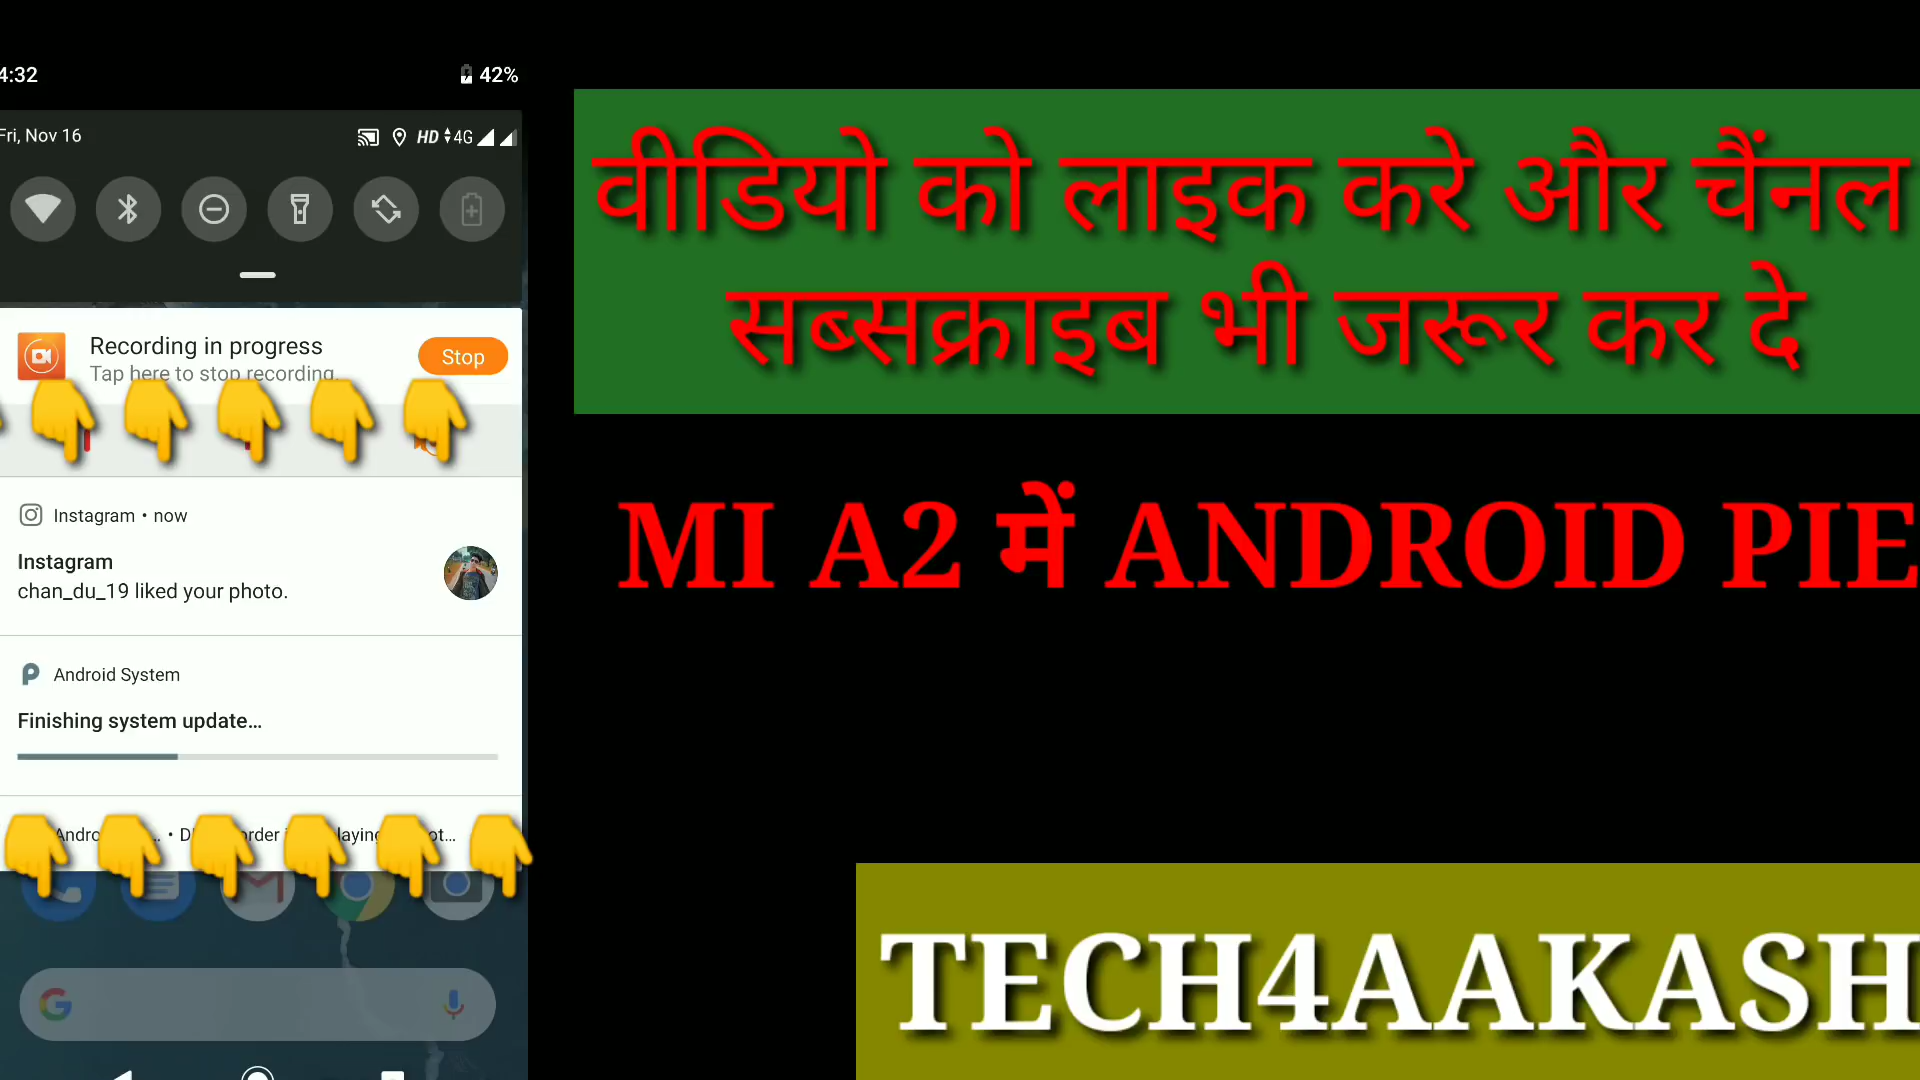 4:32
42%
Fri, Nov 16
HD 4G
Recording in progress
Stop
Tap here to stop recording.
Instagram • now
Instagram
chan_du_19 liked your photo.
Android System
Finishing system update...
वीडियो को लाइक करे और चैंनल
सब्सक्राइब भी जरूर कर दे
MI A2 में ANDROID PIE
TECH4AAKASH